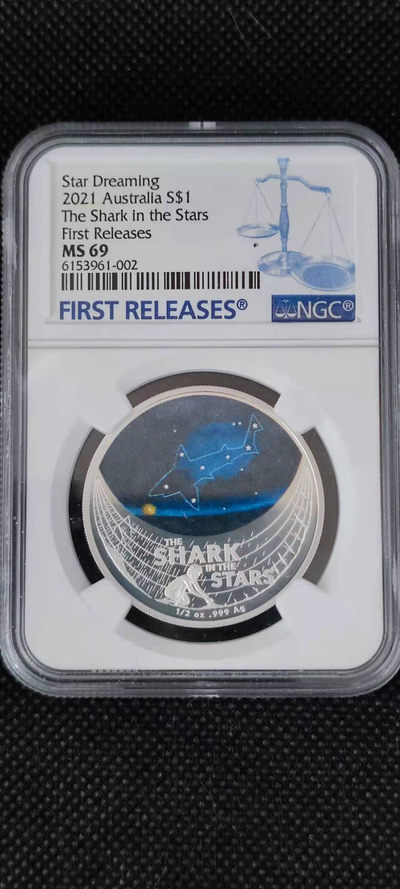 Star Dreaming
2021 Australia S$1
The Shark in the Stars
First Releases
MS 69
6153961-002
FIRST RELEASES®
NGC®
THE
SHARK
IN THE
STARS
1/2 oz .999 Ag